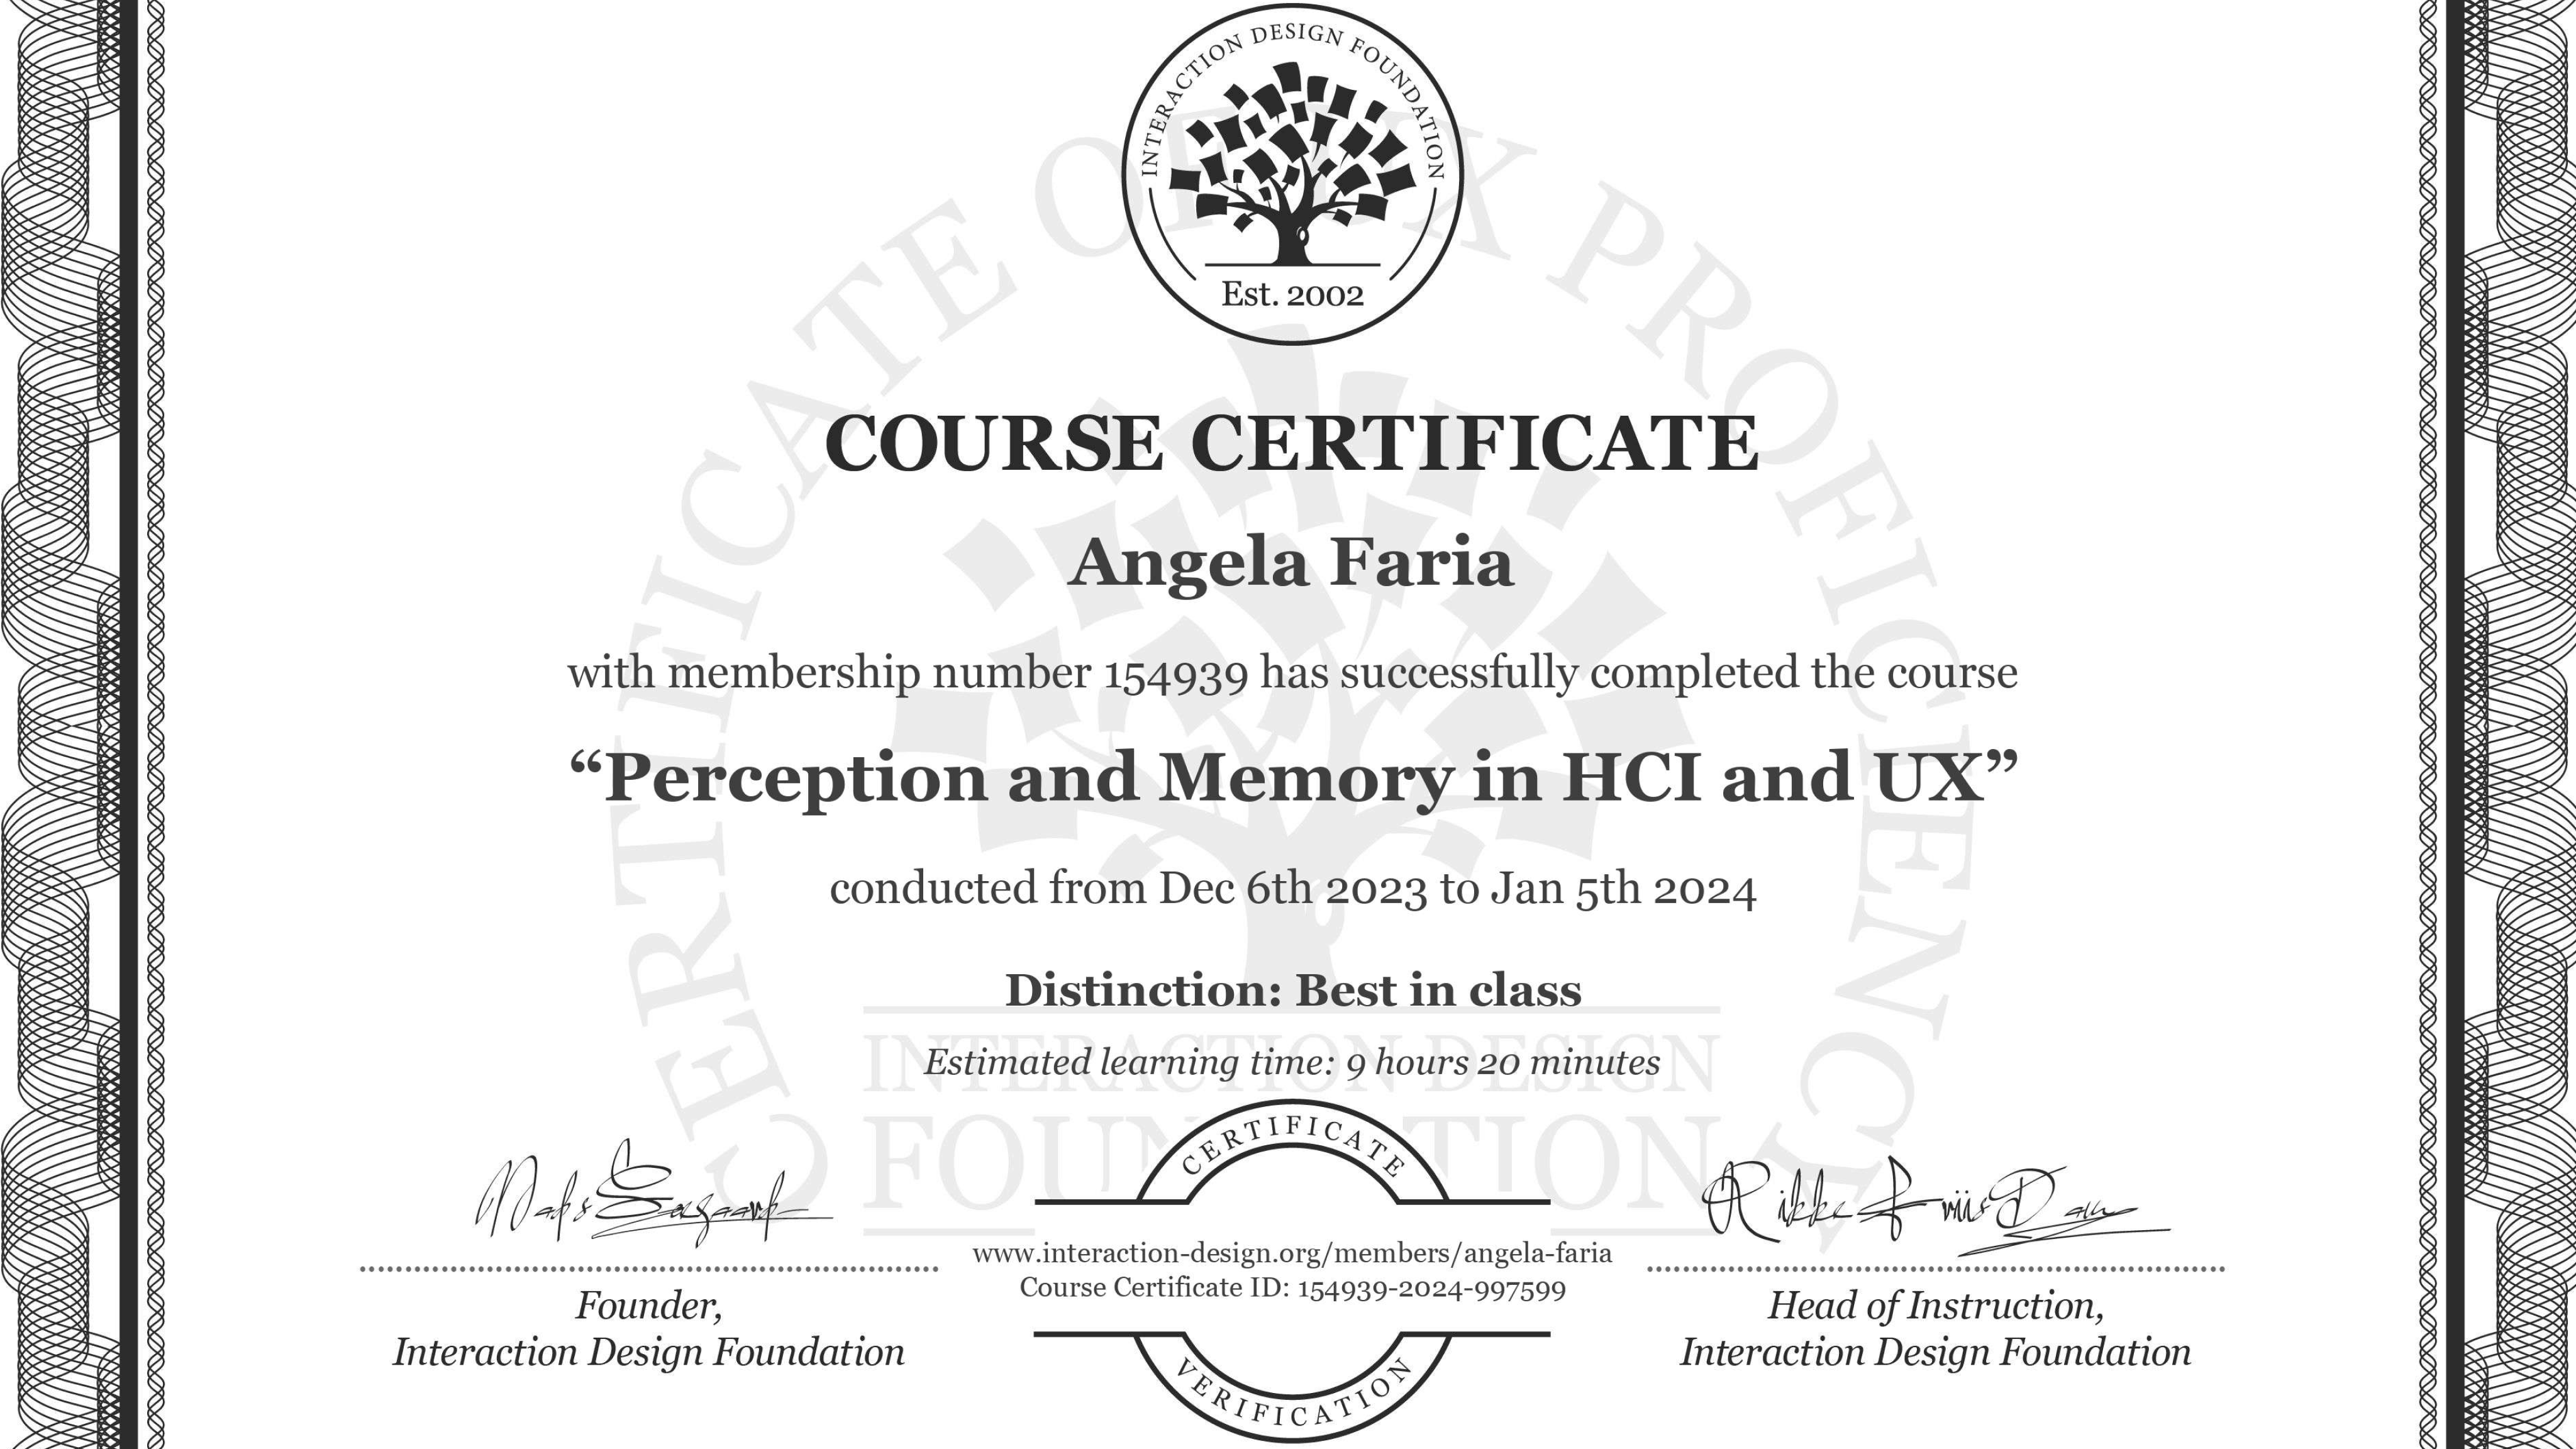 INTERACTION DESIGN FOUNDATION
Est. 2002
CERTIFICATE OF UX PROFICIENCY
COURSE CERTIFICATE
Angela Faria
with membership number 154939 has successfully completed the course
“Perception and Memory in HCI and UX”
conducted from Dec 6th 2023 to Jan 5th 2024
Distinction: Best in class
INTERACTION DESIGN
FOUNDATION
Estimated learning time: 9 hours 20 minutes
CERTIFICATE
www.interaction-design.org/members/angela-faria
Course Certificate ID: 154939-2024-997599
VERIFICATION
Founder,
Interaction Design Foundation
Rikke Friis Dam
Head of Instruction,
Interaction Design Foundation